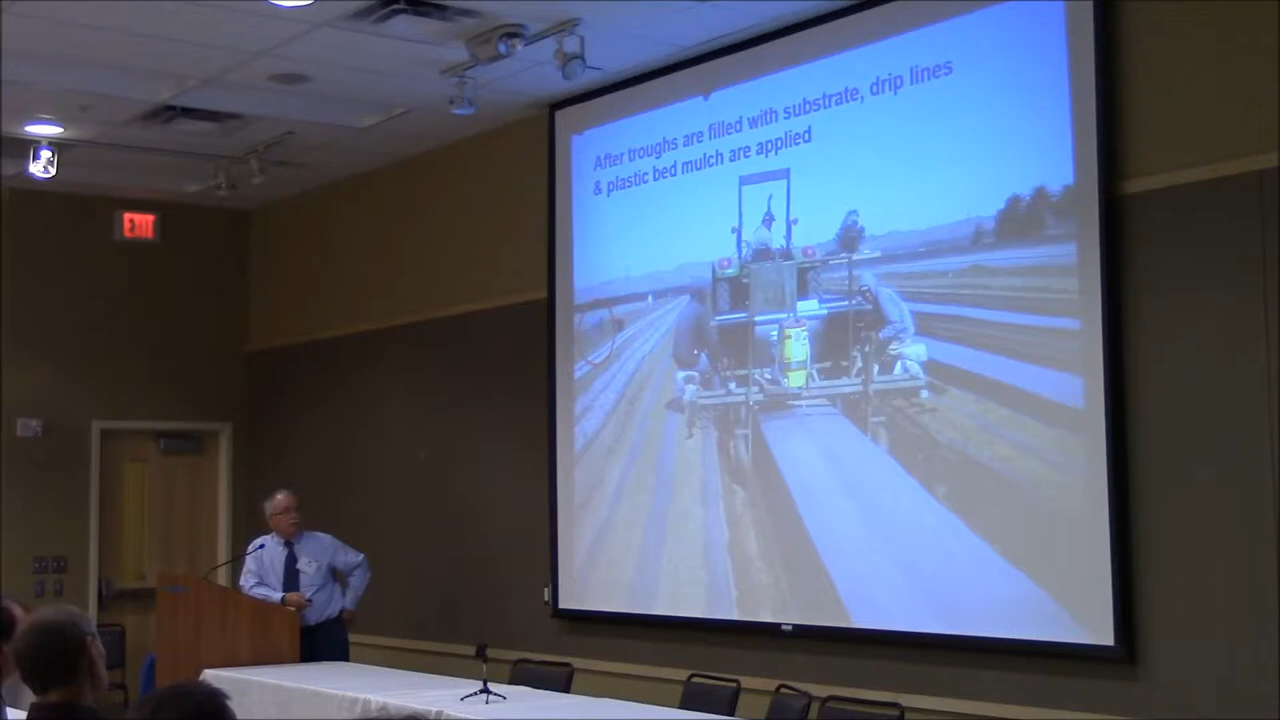 After troughs are filled with substrate, drip lines
& plastic bed mulch are applied
EXIT